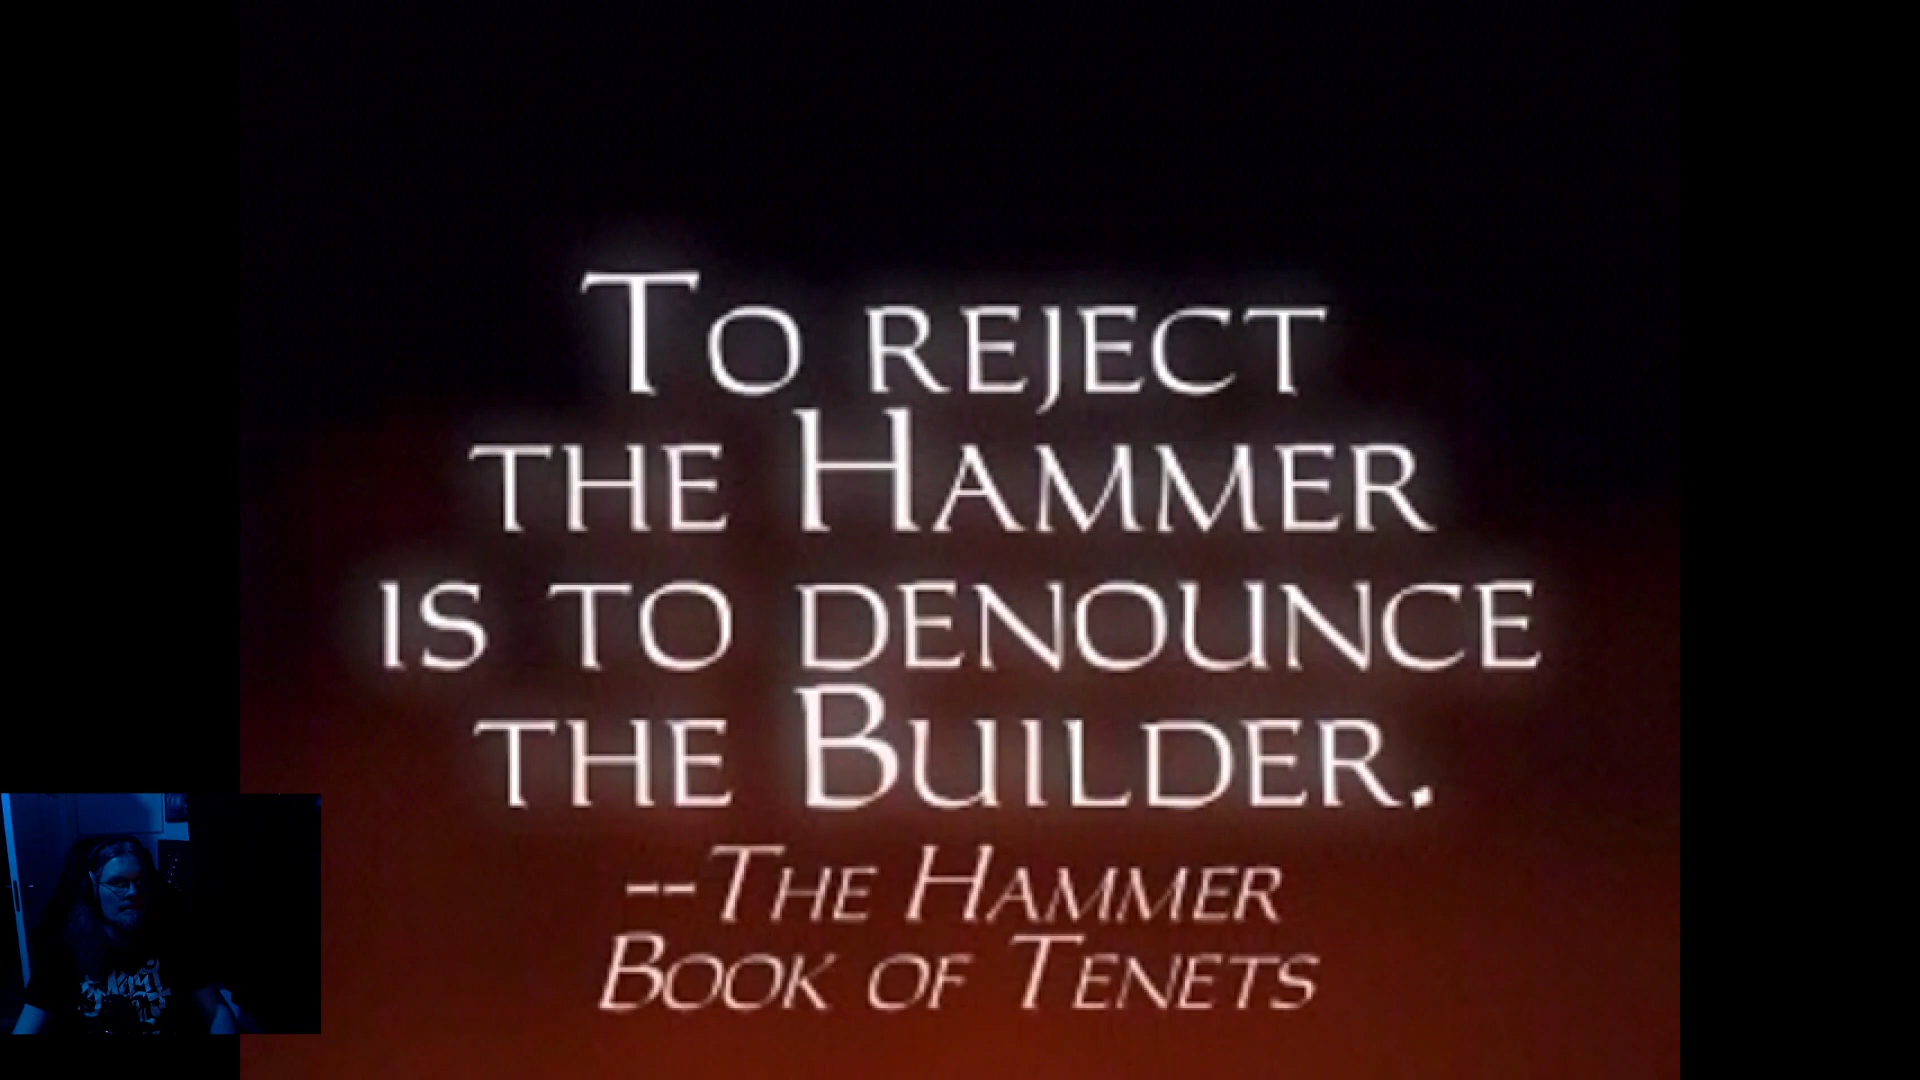 To reject
the Hammer
is to denounce
the Builder.
--The Hammer
Book of Tenets